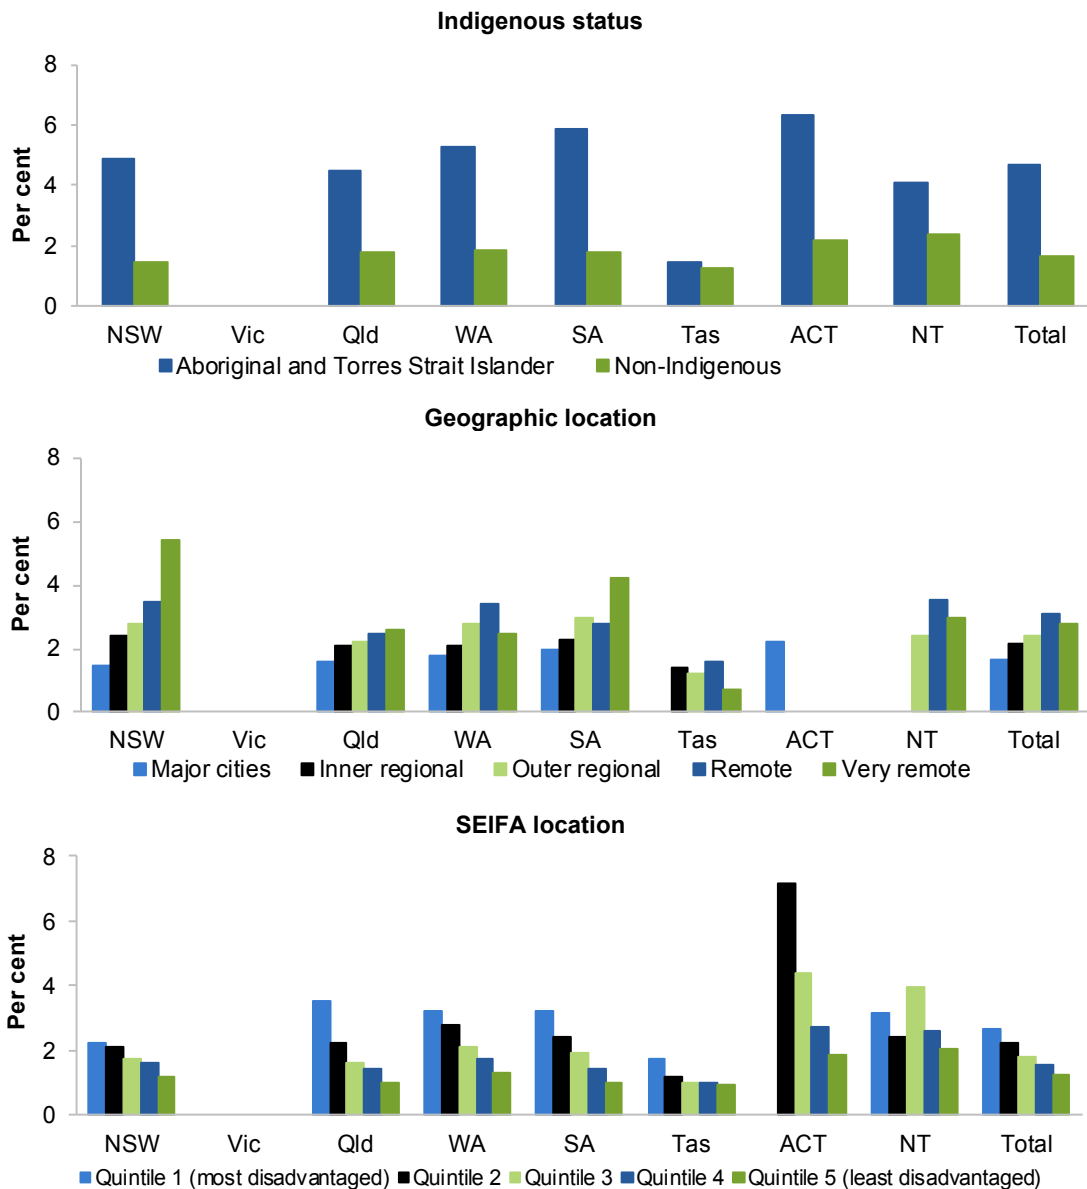 Indigenous status
8
6
4
2
0
Per cent
NSW Vic Qld WA SA Tas ACT NT Total
Aboriginal and Torres Strait Islander Non-Indigenous
Geographic location
8
6
4
2
0
Per cent
NSW Vic Qld WA SA Tas ACT NT Total
Major cities Inner regional Outer regional Remote Very remote
SEIFA location
8
6
4
2
0
Per cent
NSW Vic Qld WA SA Tas ACT NT Total
Quintile 1 (most disadvantaged) Quintile 2 Quintile 3 Quintile 4 Quintile 5 (least disadvantaged)